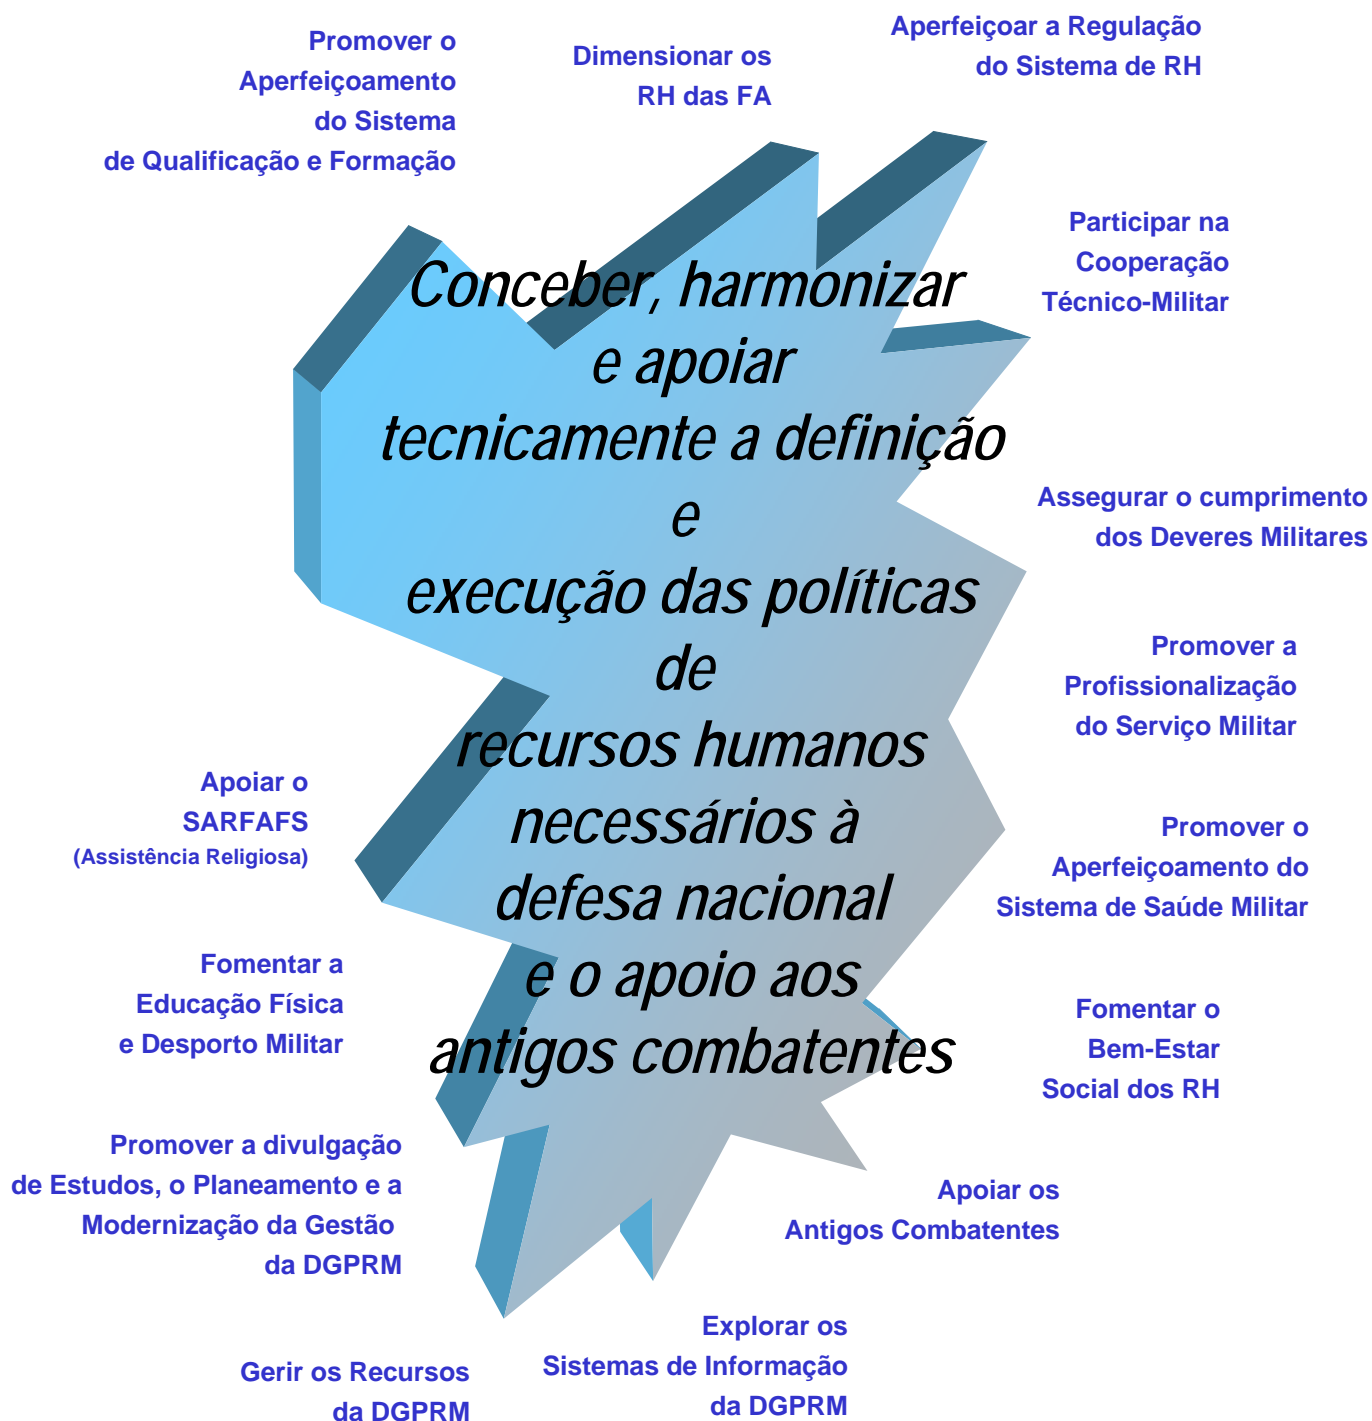 Promover o
Aperfeiçoamento
do Sistema
de Qualificação e Formação
Dimensionar os
RH das FA
Aperfeiçoar a Regulação
do Sistema de RH
Participar na
Cooperação
Técnico-Militar
Assegurar o cumprimento
dos Deveres Militares
Promover a
Profissionalização
do Serviço Militar
Promover o
Aperfeiçoamento do
Sistema de Saúde Militar
Fomentar o
Bem-Estar
Social dos RH
Apoiar os
Antigos Combatentes
Explorar os
Sistemas de Informação
da DGPRM
Gerir os Recursos
da DGPRM
Promover a divulgação
de Estudos, o Planeamento e a
Modernização da Gestão
da DGPRM
Fomentar a
Educação Física
e Desporto Militar
Apoiar o
SARFAFS
(Assistência Religiosa)
Conceber, harmonizar
e apoiar
tecnicamente a definição
e
execução das políticas
de
recursos humanos
necessários à
defesa nacional
e o apoio aos
antigos combatentes